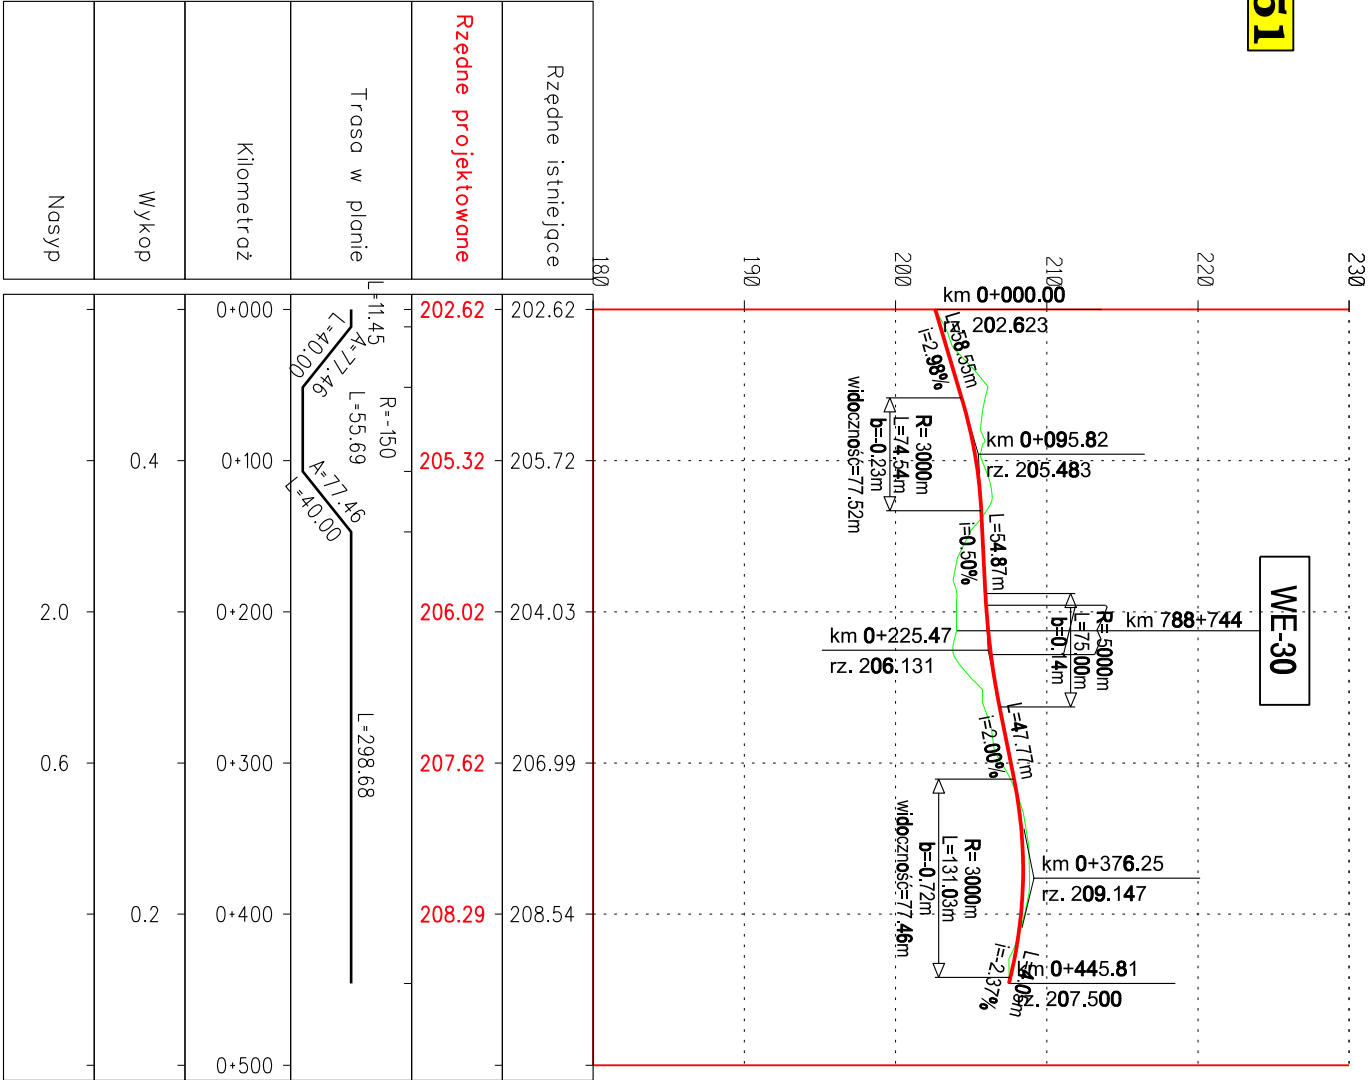 51
WE-30
230
220
210
200
190
180
km 0+000.00
rz. 202.623
L=58.55m
i=2.98%
R= 3000m
L=74.54m
b=-0.23m
widoczność=77.52m
km 0+095.82
rz. 205.483
L=54.87m
i=0.50%
R= 5000m
L=75.00m
b=0.14m
km 788+744
km 0+225.47
rz. 206.131
L=47.77m
i=2.00%
R= 3000m
L=131.03m
b=-0.72m
widoczność=77.46m
km 0+376.25
rz. 209.147
L=4.05m
i=-2.37%
km 0+445.81
rz. 207.500
Rzędne istniejące
202.62
205.72
204.03
206.99
208.54
Rzędne projektowane
202.62
205.32
206.02
207.62
208.29
Trasa w planie
L=11.45
A=77.46
L=40.00
R=-150
L=55.69
A=77.46
L=40.00
L=298.68
Kilometraż
0+000
0+100
0+200
0+300
0+400
0+500
Wykop
0.4
0.2
Nasyp
2.0
0.6